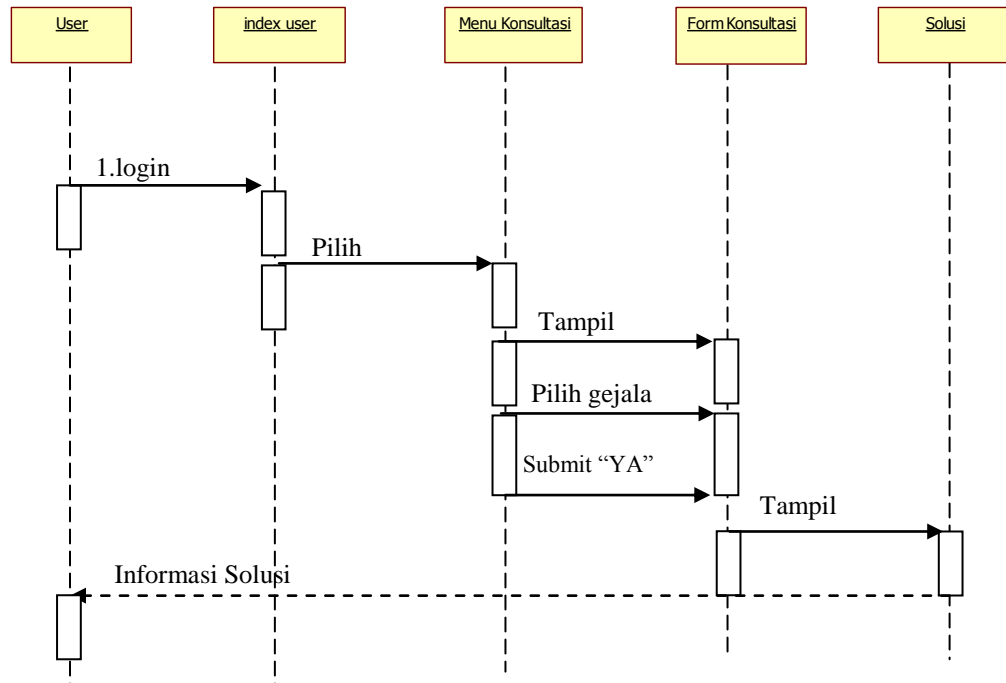 User
index user
Menu Konsultasi
Form Konsultasi
Solusi
1.login
Pilih
Tampil
Pilih gejala
Submit “YA”
Tampil
Informasi Solusi